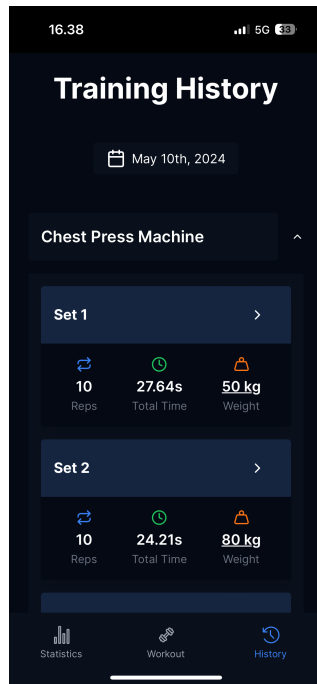 16.38 5G 33
Training History
May 10th, 2024
Chest Press Machine
Set 1
10 27.64s 50 kg
Reps Total Time Weight
Set 2
10 24.21s 80 kg
Reps Total Time Weight
Statistics Workout History